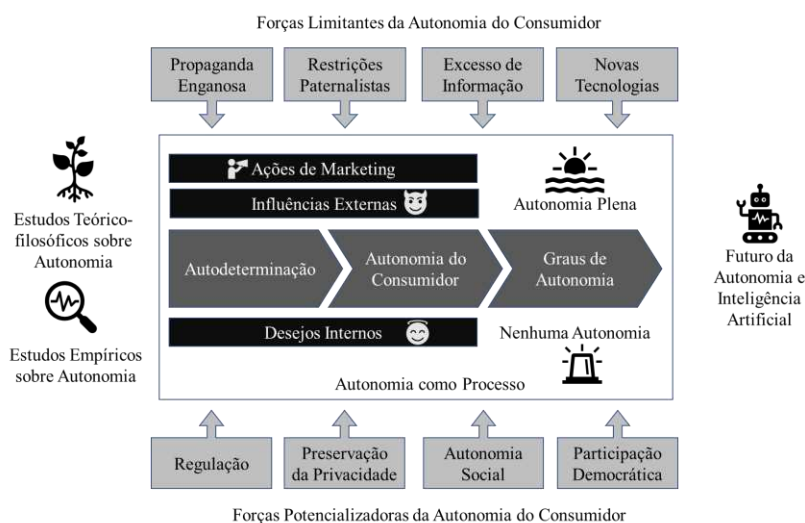 Forças Limitantes da Autonomia do Consumidor
Propaganda
Enganosa
Restrições
Paternalistas
Excesso de
Informação
Novas
Tecnologias
Estudos Teórico-
filosóficos sobre
Autonomia
Estudos Empíricos
sobre Autonomia
Ações de Marketing
Influências Externas
Autonomia Plena
Autodeterminação
Autonomia do
Consumidor
Graus de
Autonomia
Desejos Internos
Nenhuma Autonomia
Autonomia como Processo
Futuro da
Autonomia e
Inteligência
Artificial
Regulação
Preservação
da Privacidade
Autonomia
Social
Participação
Democrática
Forças Potencializadoras da Autonomia do Consumidor